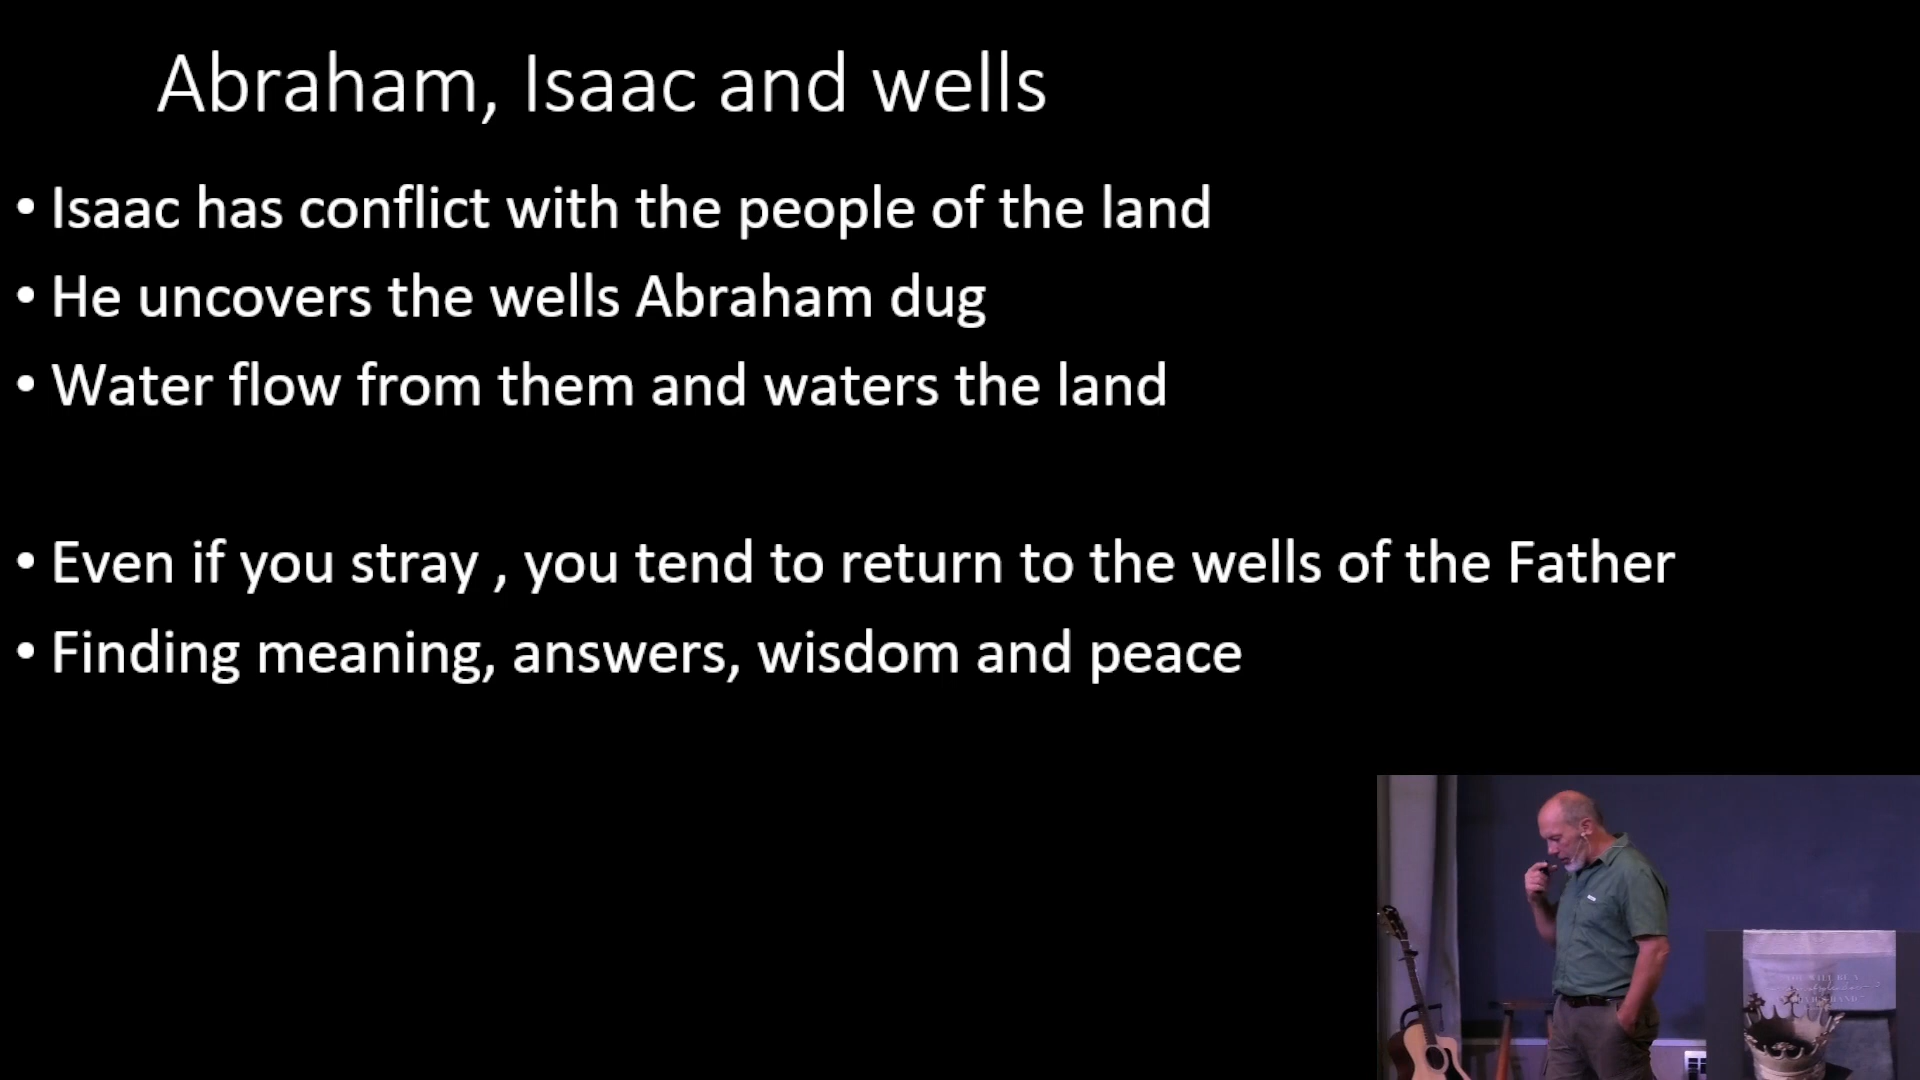 Abraham, Isaac and wells
• Isaac has conflict with the people of the land
• He uncovers the wells Abraham dug
• Water flow from them and waters the land
• Even if you stray , you tend to return to the wells of the Father
• Finding meaning, answers, wisdom and peace